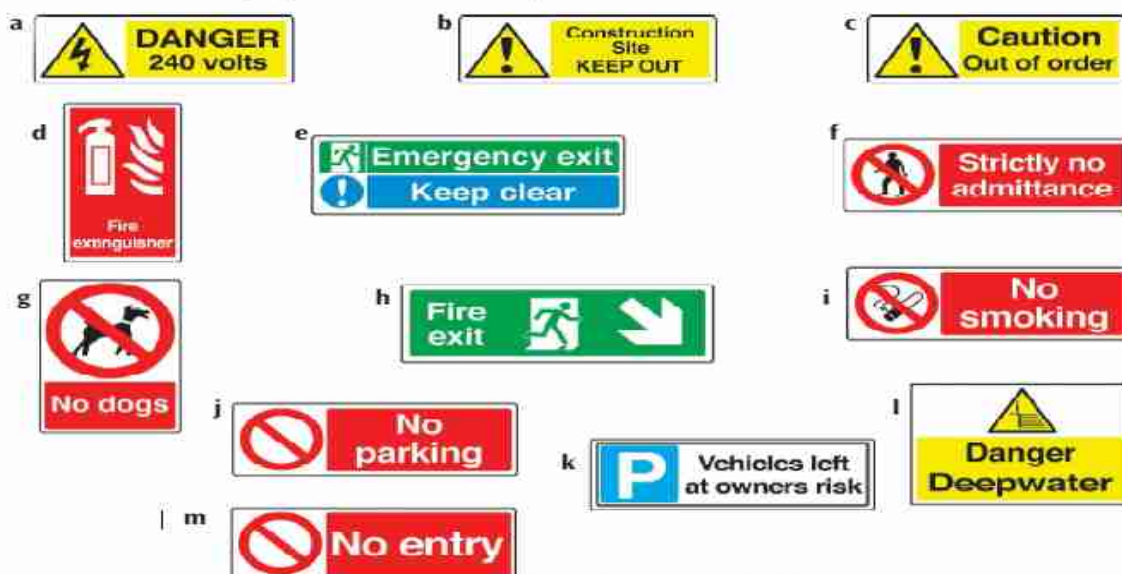 a
DANGER
240 volts
b
Construction
Site
KEEP OUT
c
Caution
Out of order
d
Fire
extinguisher
e
Emergency exit
Keep clear
f
Strictly no
admittance
g
No dogs
h
Fire
exit
i
No
smoking
j
No
parking
k
P
Vehicles left
at owners risk
l
Danger
Deepwater
m
No entry